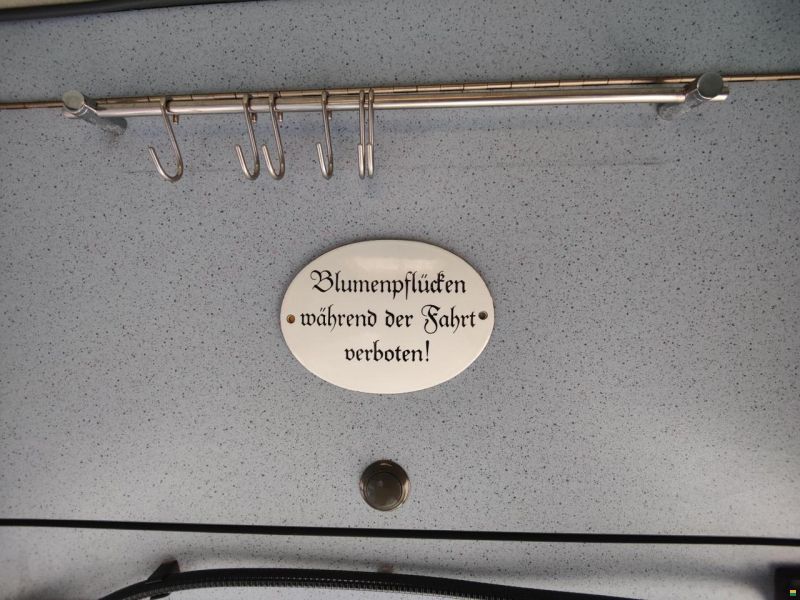 Blumenpflücken
während der Fahrt
verboten!